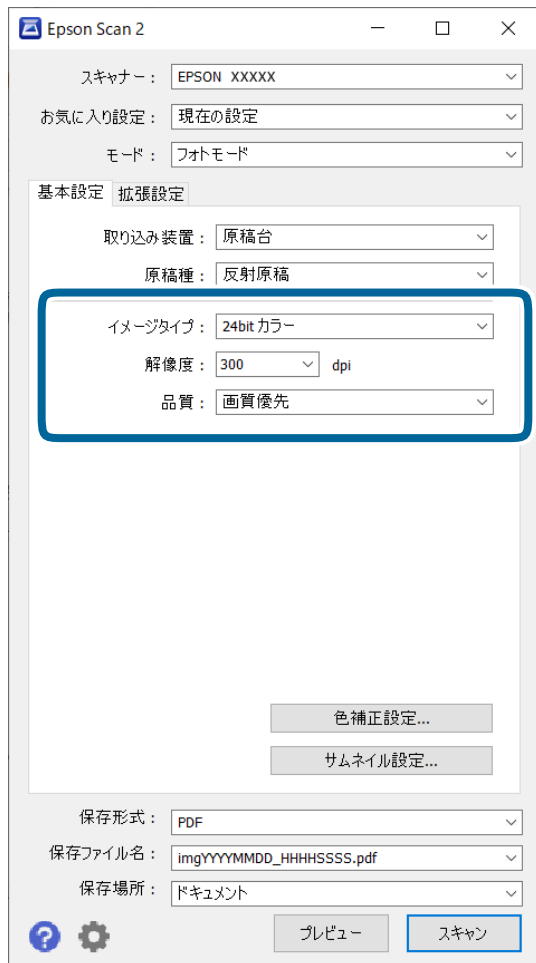 Epson Scan 2
スキャナー： EPSON XXXXX
お気に入り設定： 現在の設定
モード： フォトモード
基本設定 拡張設定
取り込み装置： 原稿台
原稿種： 反射原稿
イメージタイプ： 24bit カラー
解像度： 300 dpi
品質： 画質優先
色補正設定...
サムネイル設定...
保存形式： PDF
保存ファイル名： imgYYYYMMDD_HHHHSSSS.pdf
保存場所： ドキュメント
? プレビュー スキャン